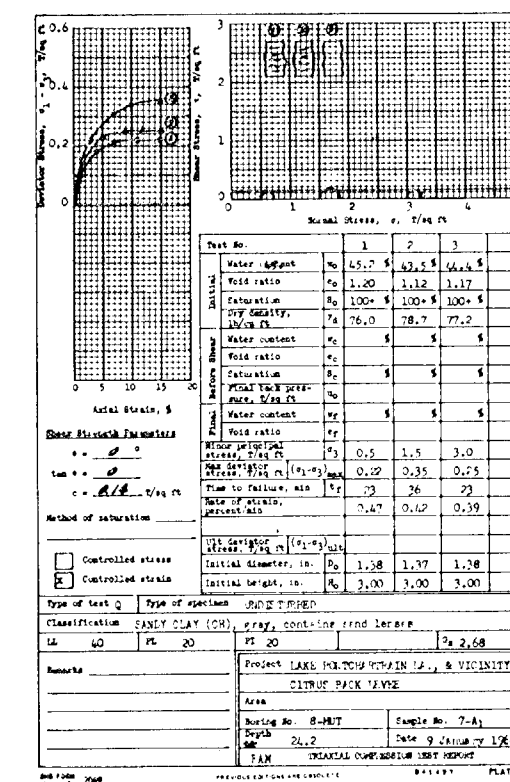 Deviator Stress, σ1 - σ3, T/sq ft
0.6
0.4
0.2
0
0 5 10 15 20
Axial Strain, %
Shear Stress, τ, T/sq ft
3
2
1
0
0 1 2 3 4
Normal Stress, σ, T/sq ft
Shear Strength Parameters
φ = 0 °
tan φ = 0
c = T/sq ft
Method of saturation
Controlled stress
X Controlled strain
Test No. 1 2 3
Initial
Water content w₀ 45.7 % 43.5 % 44.4 %
Void ratio e₀ 1.20 1.12 1.17
Saturation S₀ 100+ % 100+ % 100+ %
Dry density, lb/cu ft γd 76.0 78.7 77.2
Before Shear
Water content wc % % %
Void ratio ec
Saturation Sc % % %
Final back pressure, T/sq ft u₀
Final
Water content wf % % %
Void ratio ef
Minor principal stress, T/sq ft σ3 0.5 1.5 3.0
Max deviator stress, T/sq ft (σ1-σ3)max 0.22 0.35 0.25
Time to failure, min tf 23 36 23
Rate of strain, percent/min 0.47 0.42 0.39
Ult deviator stress, T/sq ft (σ1-σ3)ult
Initial diameter, in. D₀ 1.38 1.37 1.38
Initial height, in. H₀ 3.00 3.00 3.00
Type of test Q Type of specimen UNDISTURBED
Classification SANDY CLAY (CH), gray, contains sand lenses
LL 40 PL 20 PI 20 Gs 2.68
Remarks
Project LAKE PONTCHARTRAIN LA., & VICINITY
CITRUS BACK LEVEE
Area
Boring No. 8-MUT Sample No. 7-A
Depth 24.2 Date 9 January
TRIAXIAL COMPRESSION TEST REPORT
PREVIOUS EDITIONS ARE OBSOLETE